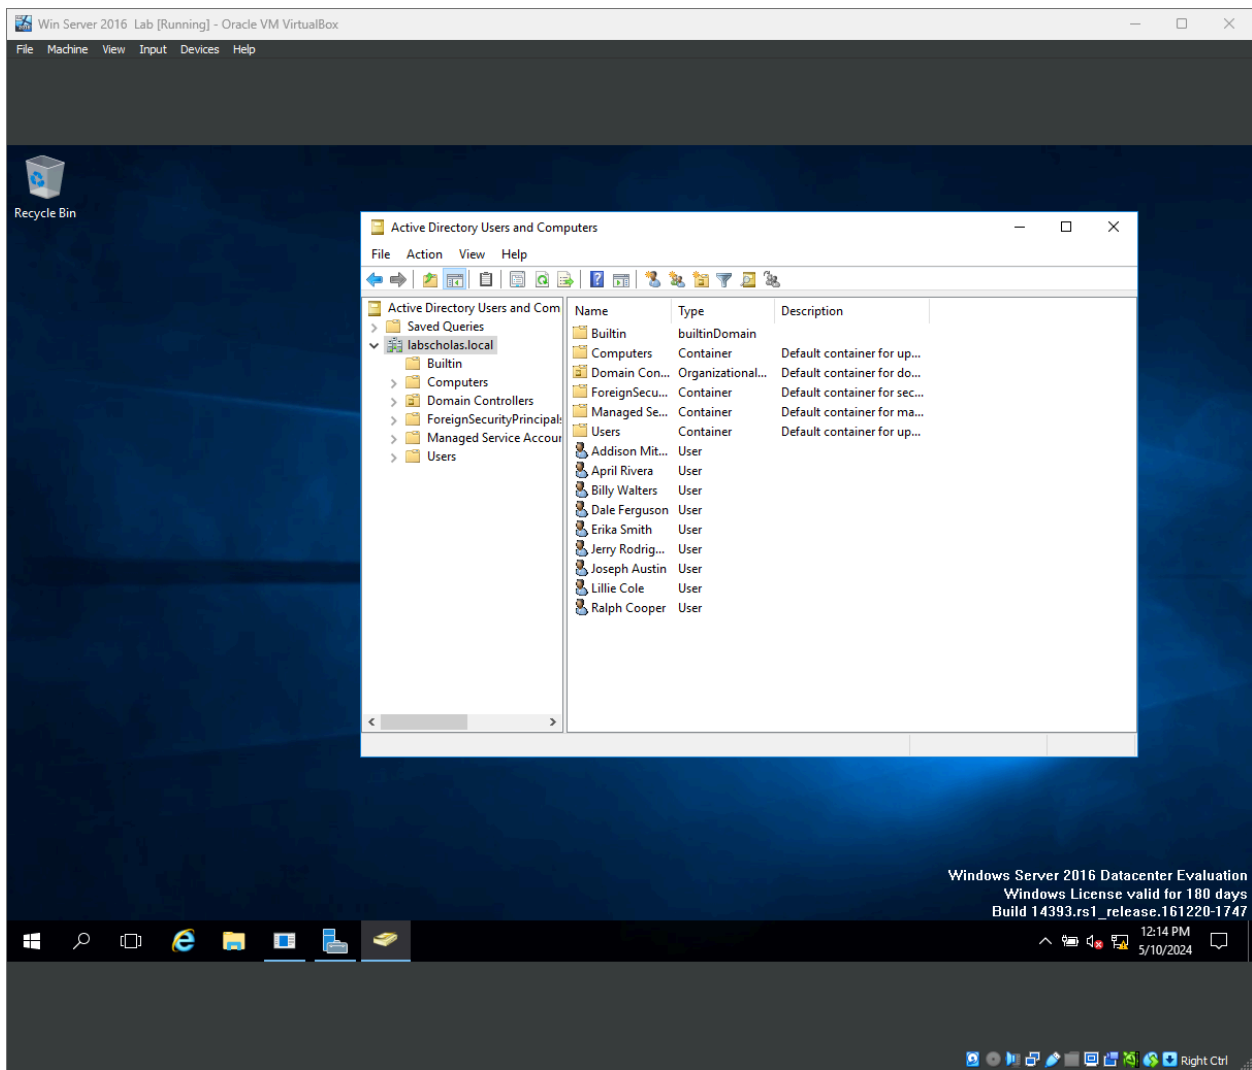 Win Server 2016 Lab [Running] - Oracle VM VirtualBox
File Machine View Input Devices Help
Recycle Bin
Active Directory Users and Computers
File Action View Help
Active Directory Users and Com
Saved Queries
labscholas.local
Builtin
Computers
Domain Controllers
ForeignSecurityPrincipals
Managed Service Accour
Users
Name Type Description
Builtin builtinDomain
Computers Container Default container for up...
Domain Con... Organizational... Default container for do...
ForeignSecu... Container Default container for sec...
Managed Se... Container Default container for ma...
Users Container Default container for up...
Addison Mit... User
April Rivera User
Billy Walters User
Dale Ferguson User
Erika Smith User
Jerry Rodrig... User
Joseph Austin User
Lillie Cole User
Ralph Cooper User
Windows Server 2016 Datacenter Evaluation
Windows License valid for 180 days
Build 14393.rs1_release.161220-1747
12:14 PM
5/10/2024
Right Ctrl